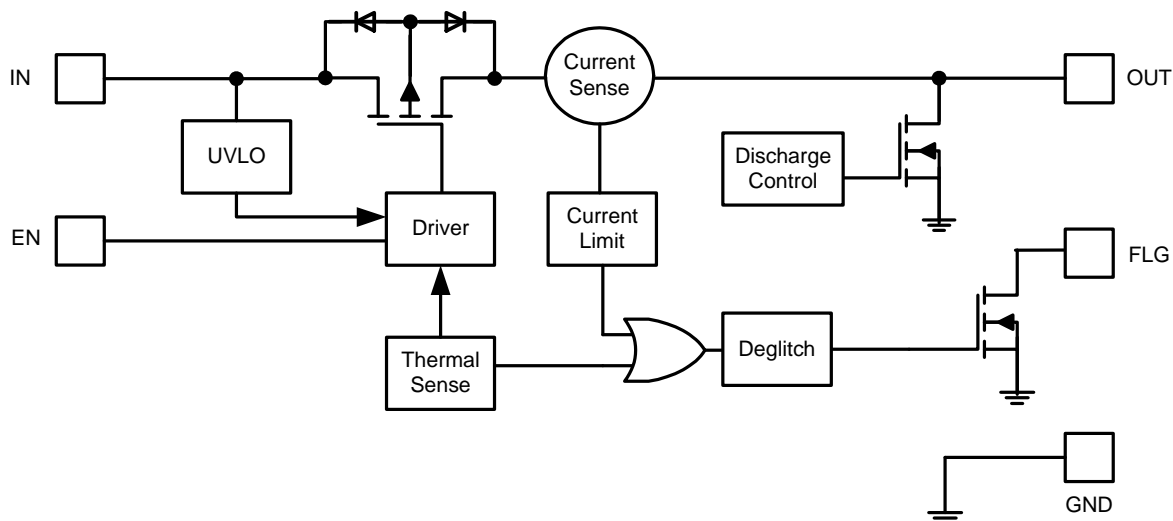 IN
Current
Sense
OUT
UVLO
Discharge
Control
EN
Driver
Current
Limit
FLG
Thermal
Sense
Deglitch
GND